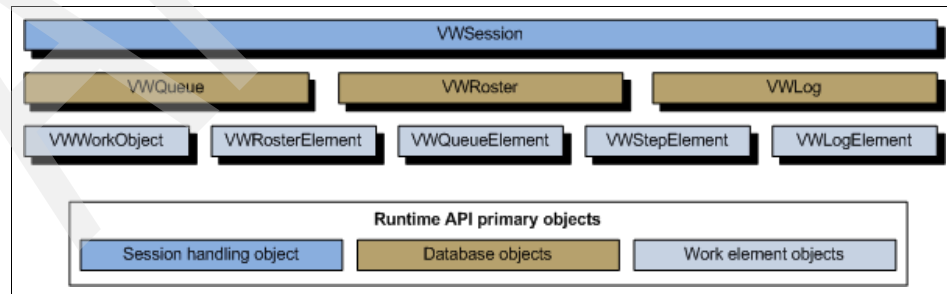 VWSession
VWQueue VWRoster VWLog
VWWorkObject VWRosterElement VWQueueElement VWStepElement VWLogElement
Runtime API primary objects
Session handling object Database objects Work element objects